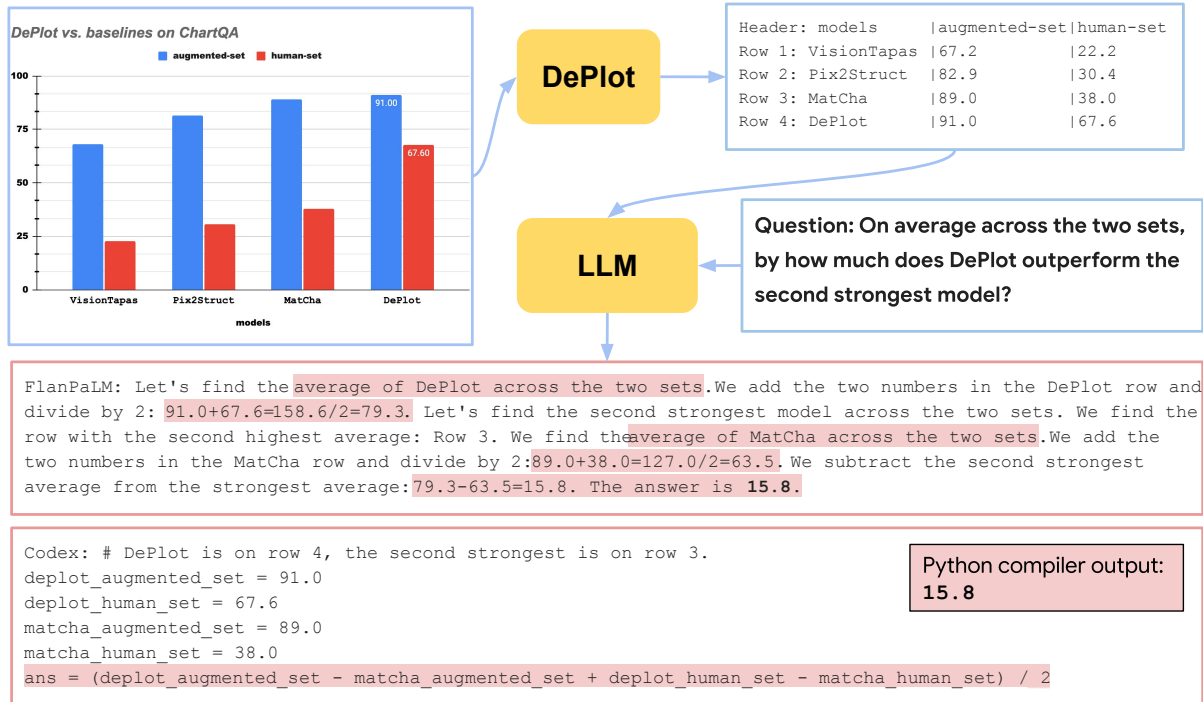 DePlot vs. baselines on ChartQA
augmented-set human-set
100
75
50
25
0
91.00
67.60
VisionTapas Pix2Struct MatCha DePlot
models
DePlot
Header: models |augmented-set|human-set
Row 1: VisionTapas |67.2 |22.2
Row 2: Pix2Struct |82.9 |30.4
Row 3: MatCha |89.0 |38.0
Row 4: DePlot |91.0 |67.6
LLM
Question: On average across the two sets,
by how much does DePlot outperform the
second strongest model?
FlanPaLM: Let's find the average of DePlot across the two sets.We add the two numbers in the DePlot row and
divide by 2: 91.0+67.6=158.6/2=79.3. Let's find the second strongest model across the two sets. We find the
row with the second highest average: Row 3. We find the average of MatCha across the two sets.We add the
two numbers in the MatCha row and divide by 2:89.0+38.0=127.0/2=63.5. We subtract the second strongest
average from the strongest average:79.3-63.5=15.8. The answer is 15.8.
Codex: # DePlot is on row 4, the second strongest is on row 3.
deplot_augmented_set = 91.0
deplot_human_set = 67.6
matcha_augmented_set = 89.0
matcha_human_set = 38.0
ans = (deplot_augmented_set - matcha_augmented_set + deplot_human_set - matcha_human_set) / 2
Python compiler output:
15.8